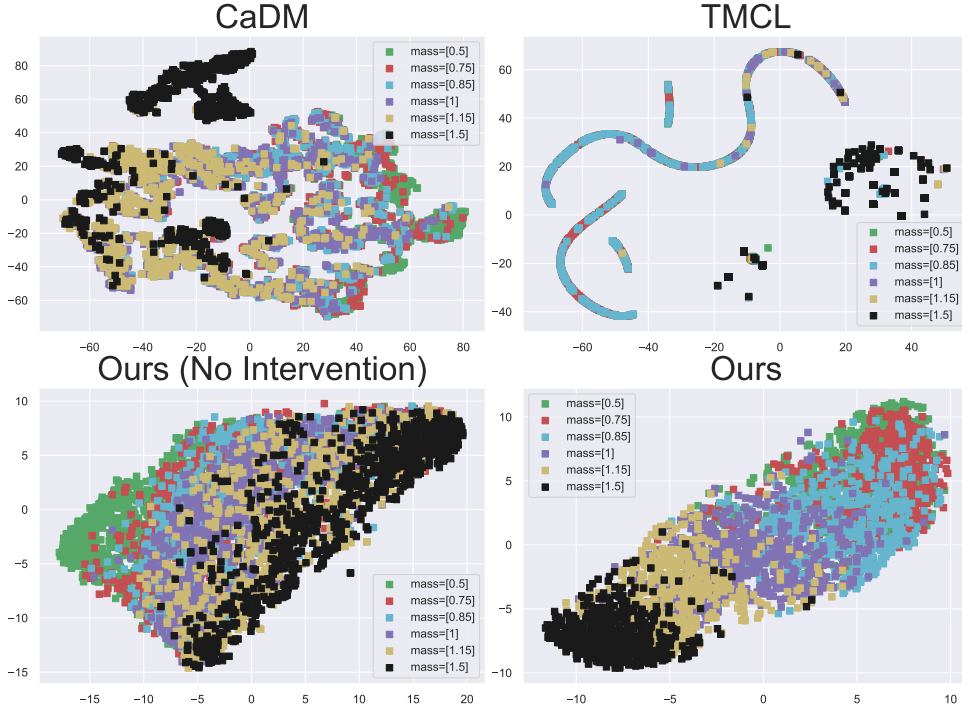 CaDM
TMCL
80
60
40
20
0
−20
−40
−60
−60
−40
−20
0
20
40
60
80
mass=[0.5]
mass=[0.75]
mass=[0.85]
mass=[1]
mass=[1.15]
mass=[1.5]
60
40
20
0
−20
−40
−60
−40
−20
0
20
40
mass=[0.5]
mass=[0.75]
mass=[0.85]
mass=[1]
mass=[1.15]
mass=[1.5]
Ours (No Intervention)
Ours
10
5
0
−5
−10
−15
−15
−10
−5
0
5
10
15
20
mass=[0.5]
mass=[0.75]
mass=[0.85]
mass=[1]
mass=[1.15]
mass=[1.5]
10
5
0
−5
−10
−10
−5
0
5
10
mass=[0.5]
mass=[0.75]
mass=[0.85]
mass=[1]
mass=[1.15]
mass=[1.5]